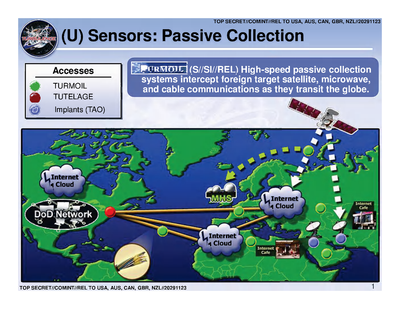 TOP SECRET//COMINT//REL TO USA, AUS, CAN, GBR, NZL//20291123
(U) Sensors: Passive Collection
Accesses
TURMOIL
TUTELAGE
Implants (TAO)
TURMOIL (S//SI//REL) High-speed passive collection
systems intercept foreign target satellite, microwave,
and cable communications as they transit the globe.
Internet
Cloud
DoD Network
MHS
Internet
Cloud
Internet
Cafe
Internet
Cloud
Internet
Cafe
TOP SECRET//COMINT//REL TO USA, AUS, CAN, GBR, NZL//20291123
1